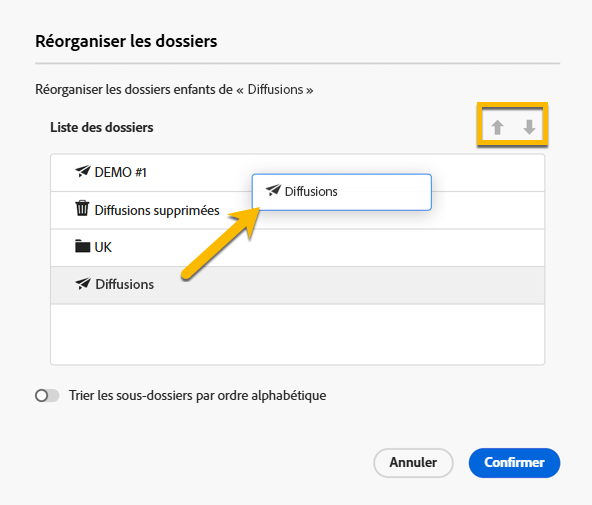 Réorganiser les dossiers
Réorganiser les dossiers enfants de « Diffusions »
Liste des dossiers
DEMO #1
Diffusions
Diffusions supprimées
UK
Diffusions
Trier les sous-dossiers par ordre alphabétique
Annuler
Confirmer